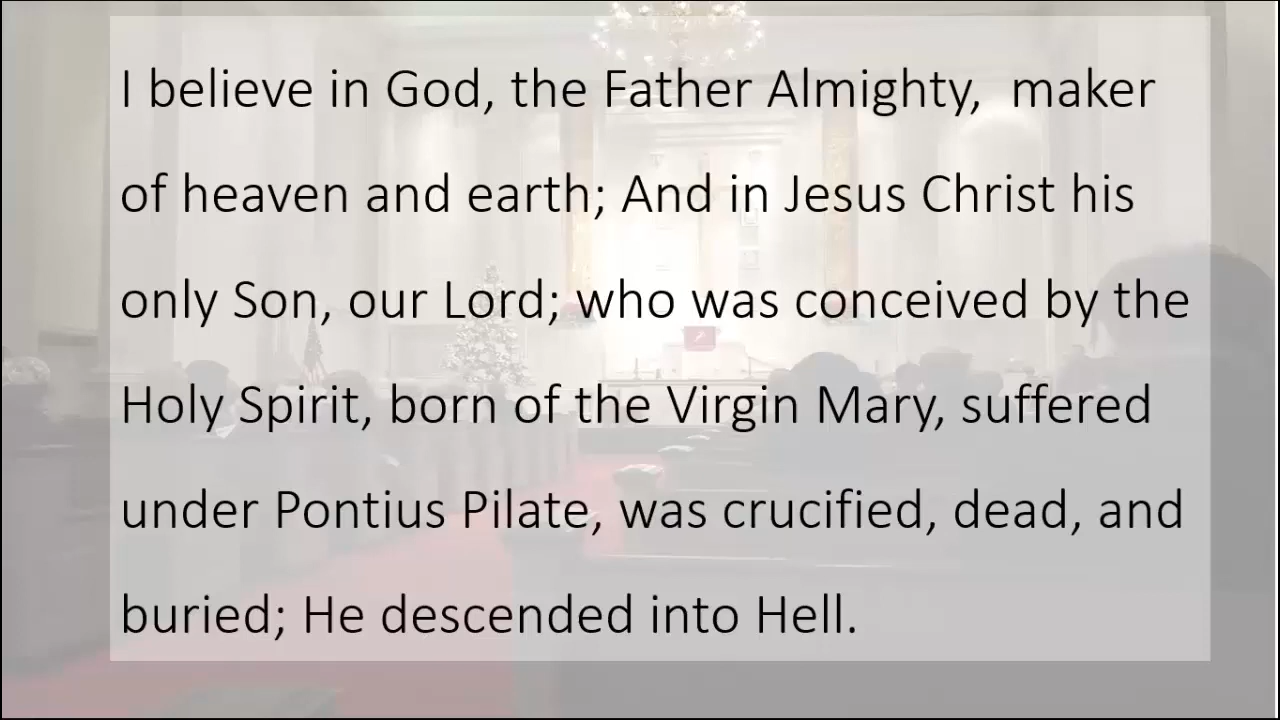 I believe in God, the Father Almighty,  maker
of heaven and earth; And in Jesus Christ his
only Son, our Lord; who was conceived by the
Holy Spirit, born of the Virgin Mary, suffered
under Pontius Pilate, was crucified, dead, and
buried; He descended into Hell.